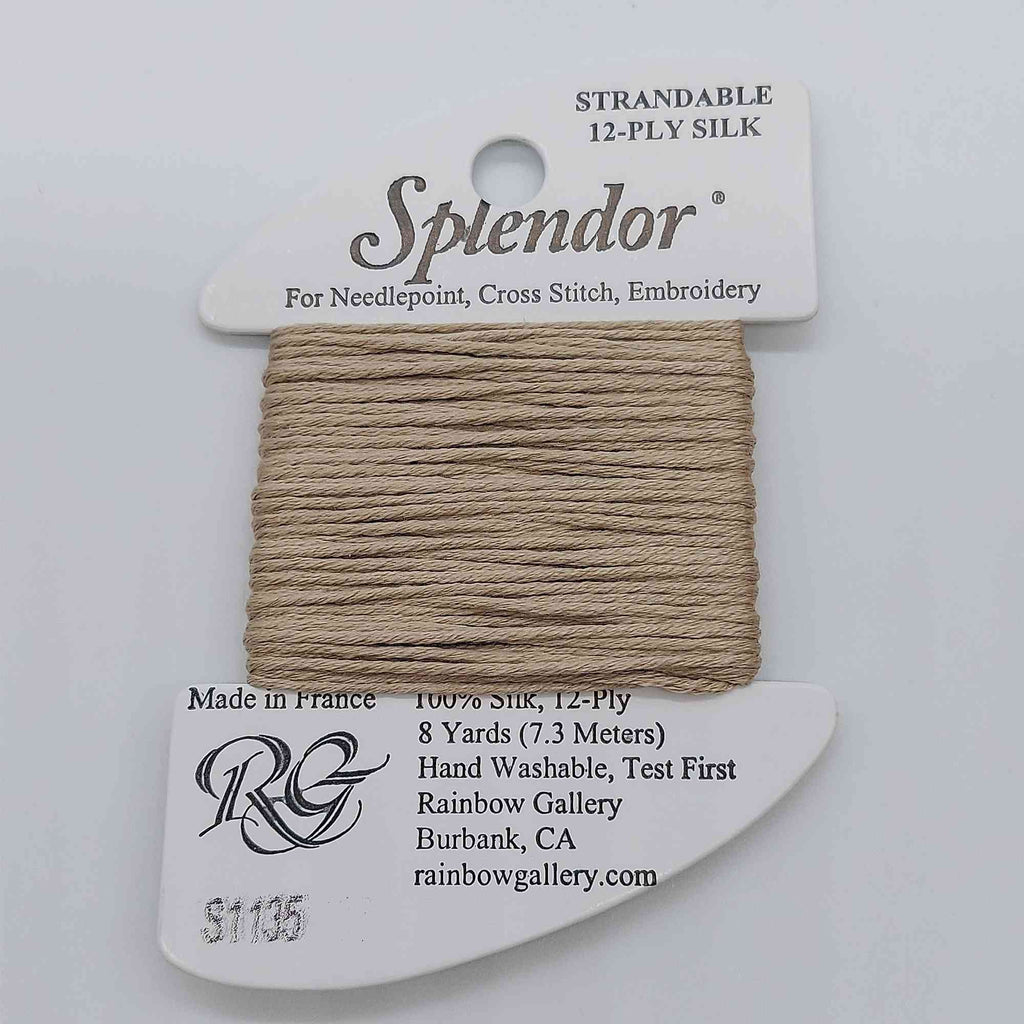 STRANDABLE
12-PLY SILK
Splendor ®
For Needlepoint, Cross Stitch, Embroidery
Made in France
100% Silk, 12-Ply
8 Yards (7.3 Meters)
Hand Washable, Test First
Rainbow Gallery
Burbank, CA
rainbowgallery.com
RG
S1135